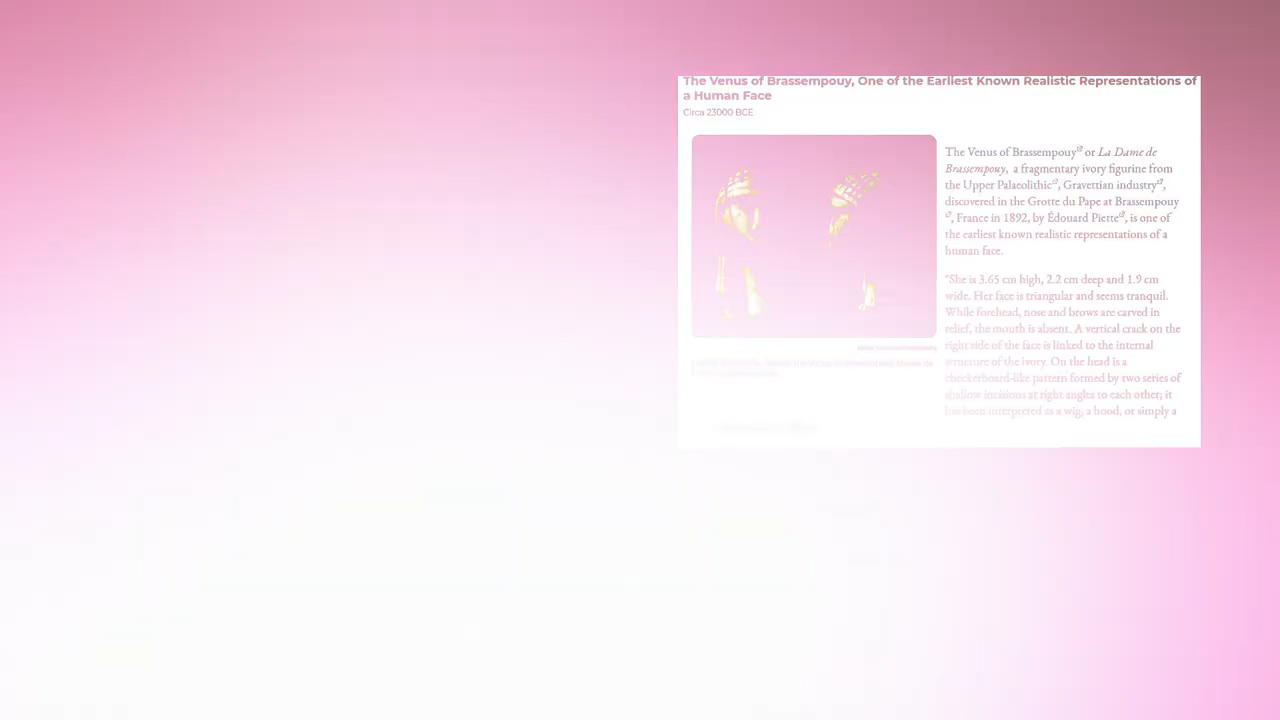 The Venus of Brassempouy, One of the Earliest Known Realistic Representations of
a Human Face
Circa 23000 BCE
The Venus of Brassempouy or La Dame de
Brassempouy, a fragmentary ivory figurine from
the Upper Palaeolithic, Gravettian industry,
discovered in the Grotte du Pape at Brassempouy
, France in 1892, by Édouard Piette, is one of
the earliest known realistic representations of a
human face.
"She is 3.65 cm high, 2.2 cm deep and 1.9 cm
wide. Her face is triangular and seems tranquil.
While forehead, nose and brows are carved in
relief, the mouth is absent. A vertical crack on the
right side of the face is linked to the internal
structure of the ivory. On the head is a
checkerboard-like pattern formed by two series of
shallow incisions at right angles to each other; it
has been interpreted as a wig, a hood, or simply a